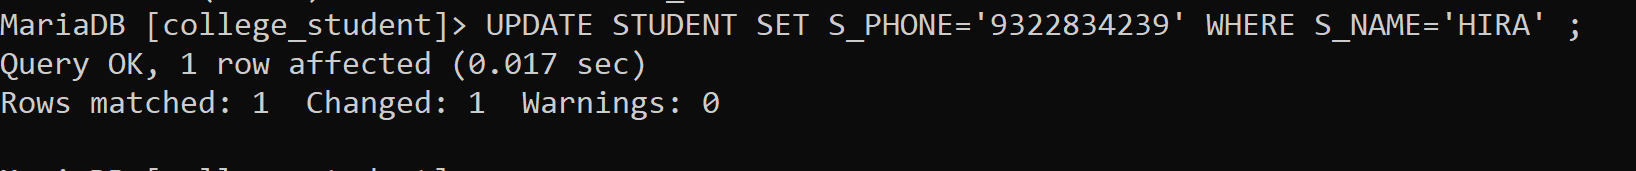 MariaDB [college_student]> UPDATE STUDENT SET S_PHONE='9322834239' WHERE S_NAME='HIRA' ;
Query OK, 1 row affected (0.017 sec)
Rows matched: 1  Changed: 1  Warnings: 0